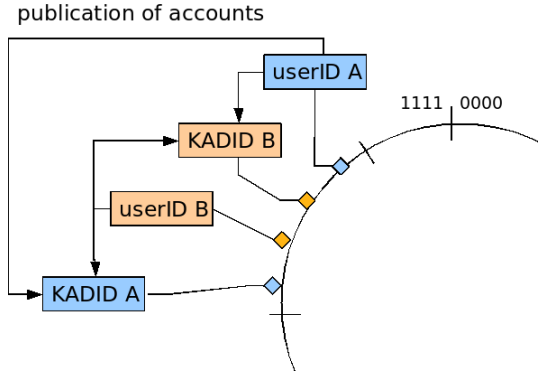 publication of accounts
userID A
1111 0000
KADID B
userID B
KADID A